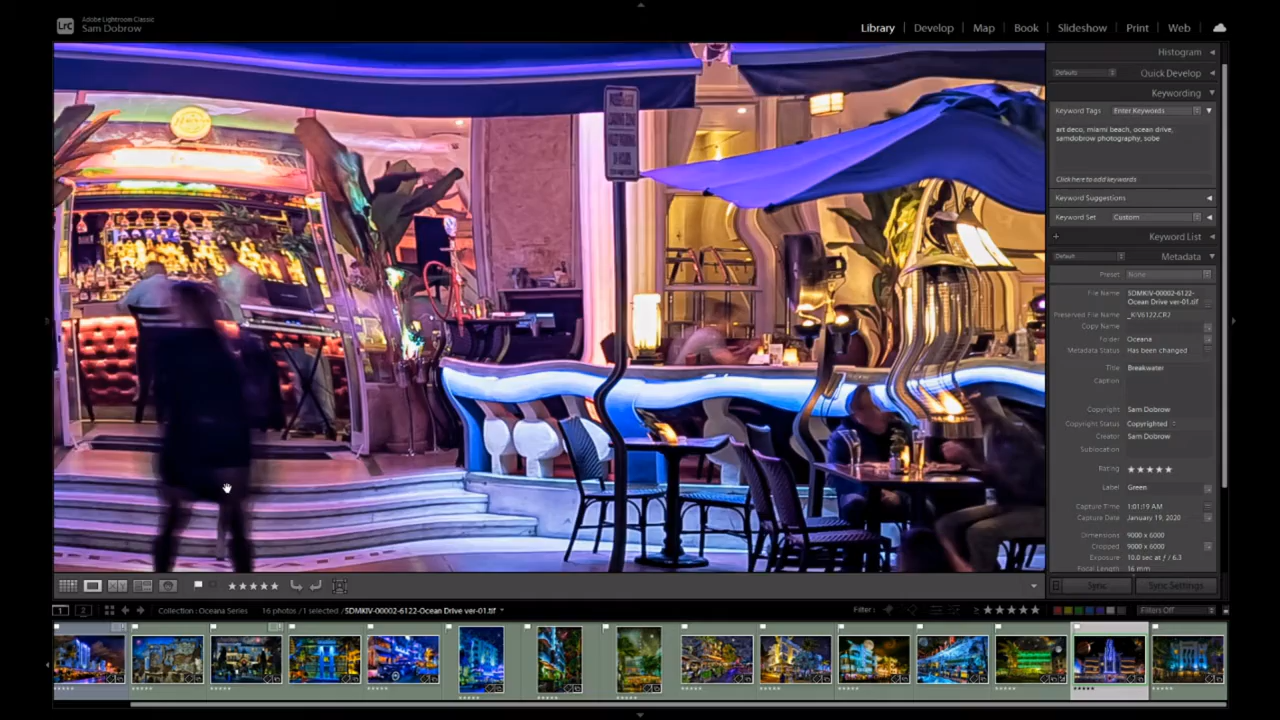 Adobe Lightroom Classic
Sam Dobrow
Library | Develop | Map | Book | Slideshow | Print | Web
Histogram
Defaults Quick Develop
Keywording
Keyword Tags Enter Keywords
art deco, miami beach, ocean drive,
samdobrow photography, sobe
Click here to add keywords
Keyword Suggestions
Keyword Set Custom
+ Keyword List
Default Metadata
Preset None
File Name SDMKIV-00002-6122-
Ocean Drive ver-01.tif
Preserved File Name _KIV6122.CR2
Copy Name
Folder Oceana
Metadata Status Has been changed
Title Breakwater
Caption
Copyright Sam Dobrow
Copyright Status Copyrighted
Creator Sam Dobrow
Sublocation
Rating
Label Green
Capture Time 1:01:19 AM
Capture Date January 19, 2020
Dimensions 9000 x 6000
Cropped 9000 x 6000
Exposure 10.0 sec at f / 6.3
Focal Length 16 mm
Sync Sync Settings
1 2 Collection : Oceana Series 16 photos / 1 selected / SDMKIV-00002-6122-Ocean Drive ver-01.tif Filter : Filters Off